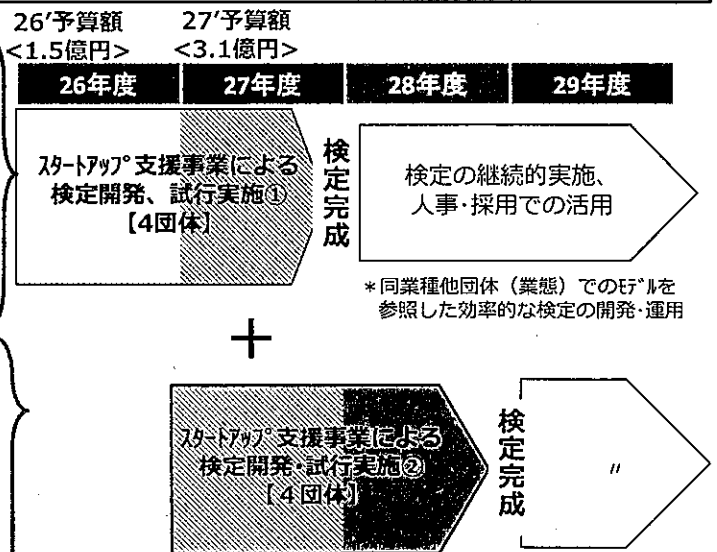 26′予算額 27′予算額
<1.5億円> <3.1億円>
26年度 27年度 28年度 29年度
ｽﾀｰﾄｱｯﾌﾟ支援事業による
検定開発、試行実施①
【4団体】
検定完成
検定の継続的実施、
人事・採用での活用
＊同業種他団体（業態）でのﾓﾃﾞﾙを
参照した効率的な検定の開発・運用
＋
ｽﾀｰﾄｱｯﾌﾟ支援事業による
検定開発・試行実施②
【4団体】
検定完成
〃